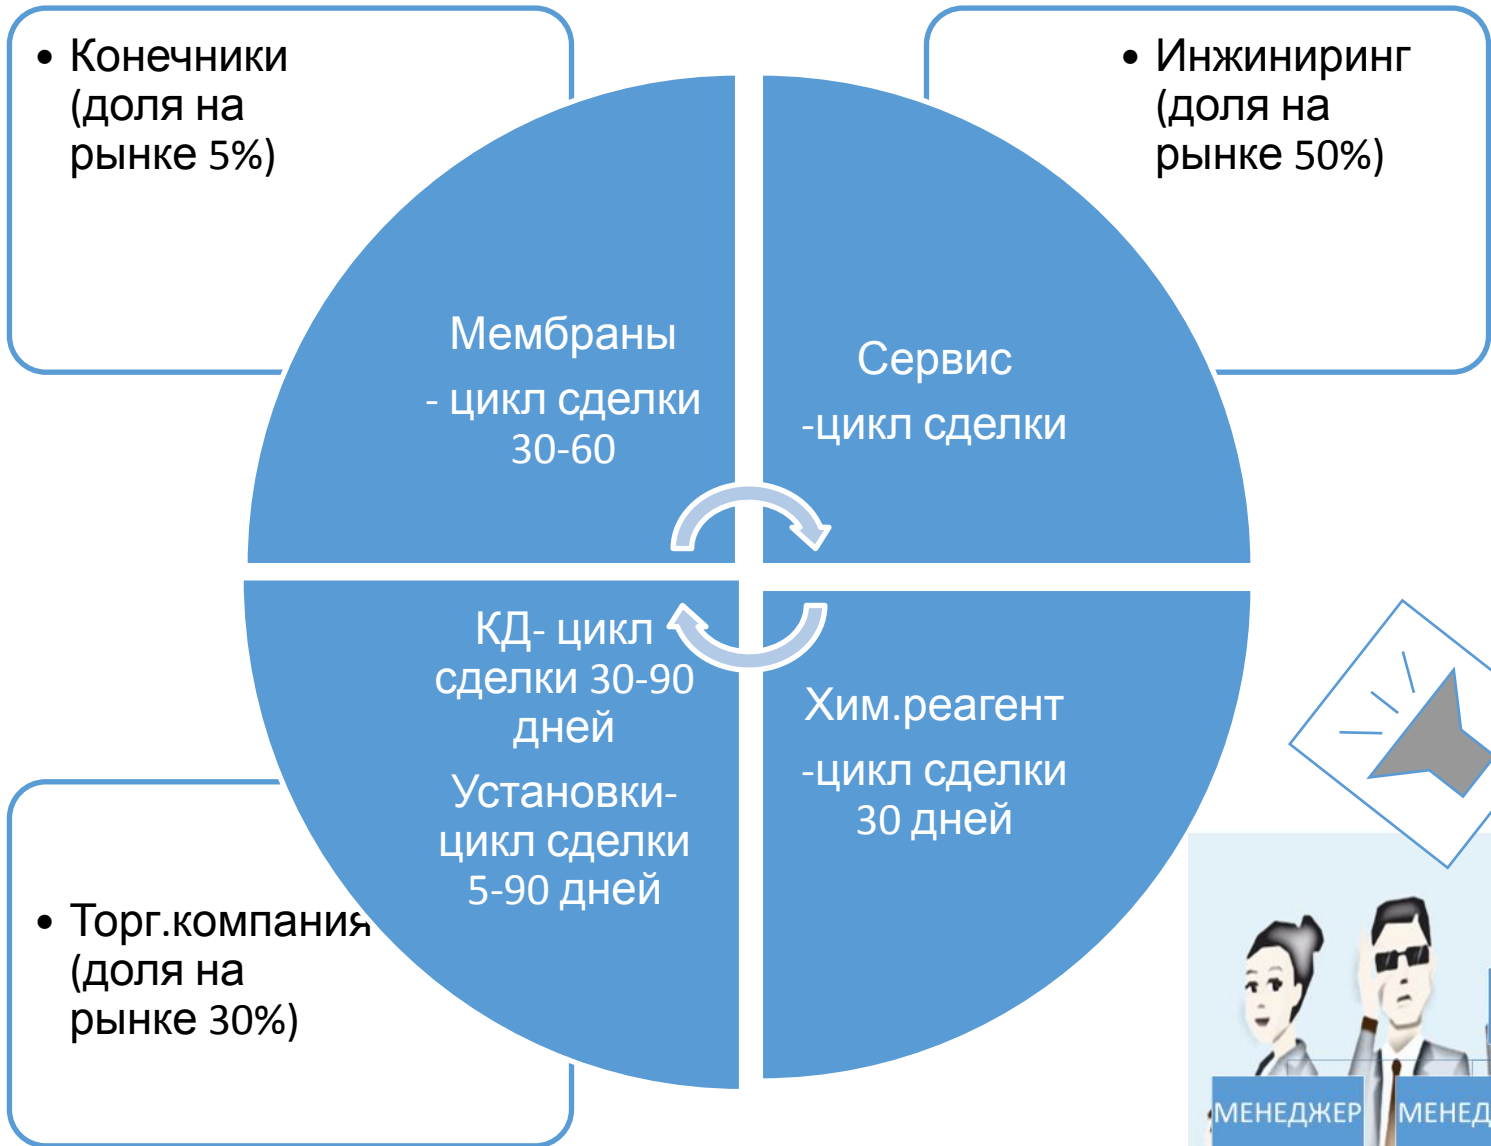 • Конечники
(доля на
рынке 5%)
• Инжиниринг
(доля на
рынке 50%)
Мембраны
- цикл сделки
30-60
Сервис
-цикл сделки
КД- цикл
сделки 30-90
дней
Установки-
цикл сделки
5-90 дней
Хим.реагент
-цикл сделки
30 дней
• Торг.компания
(доля на
рынке 30%)
МЕНЕДЖЕР
МЕНЕД